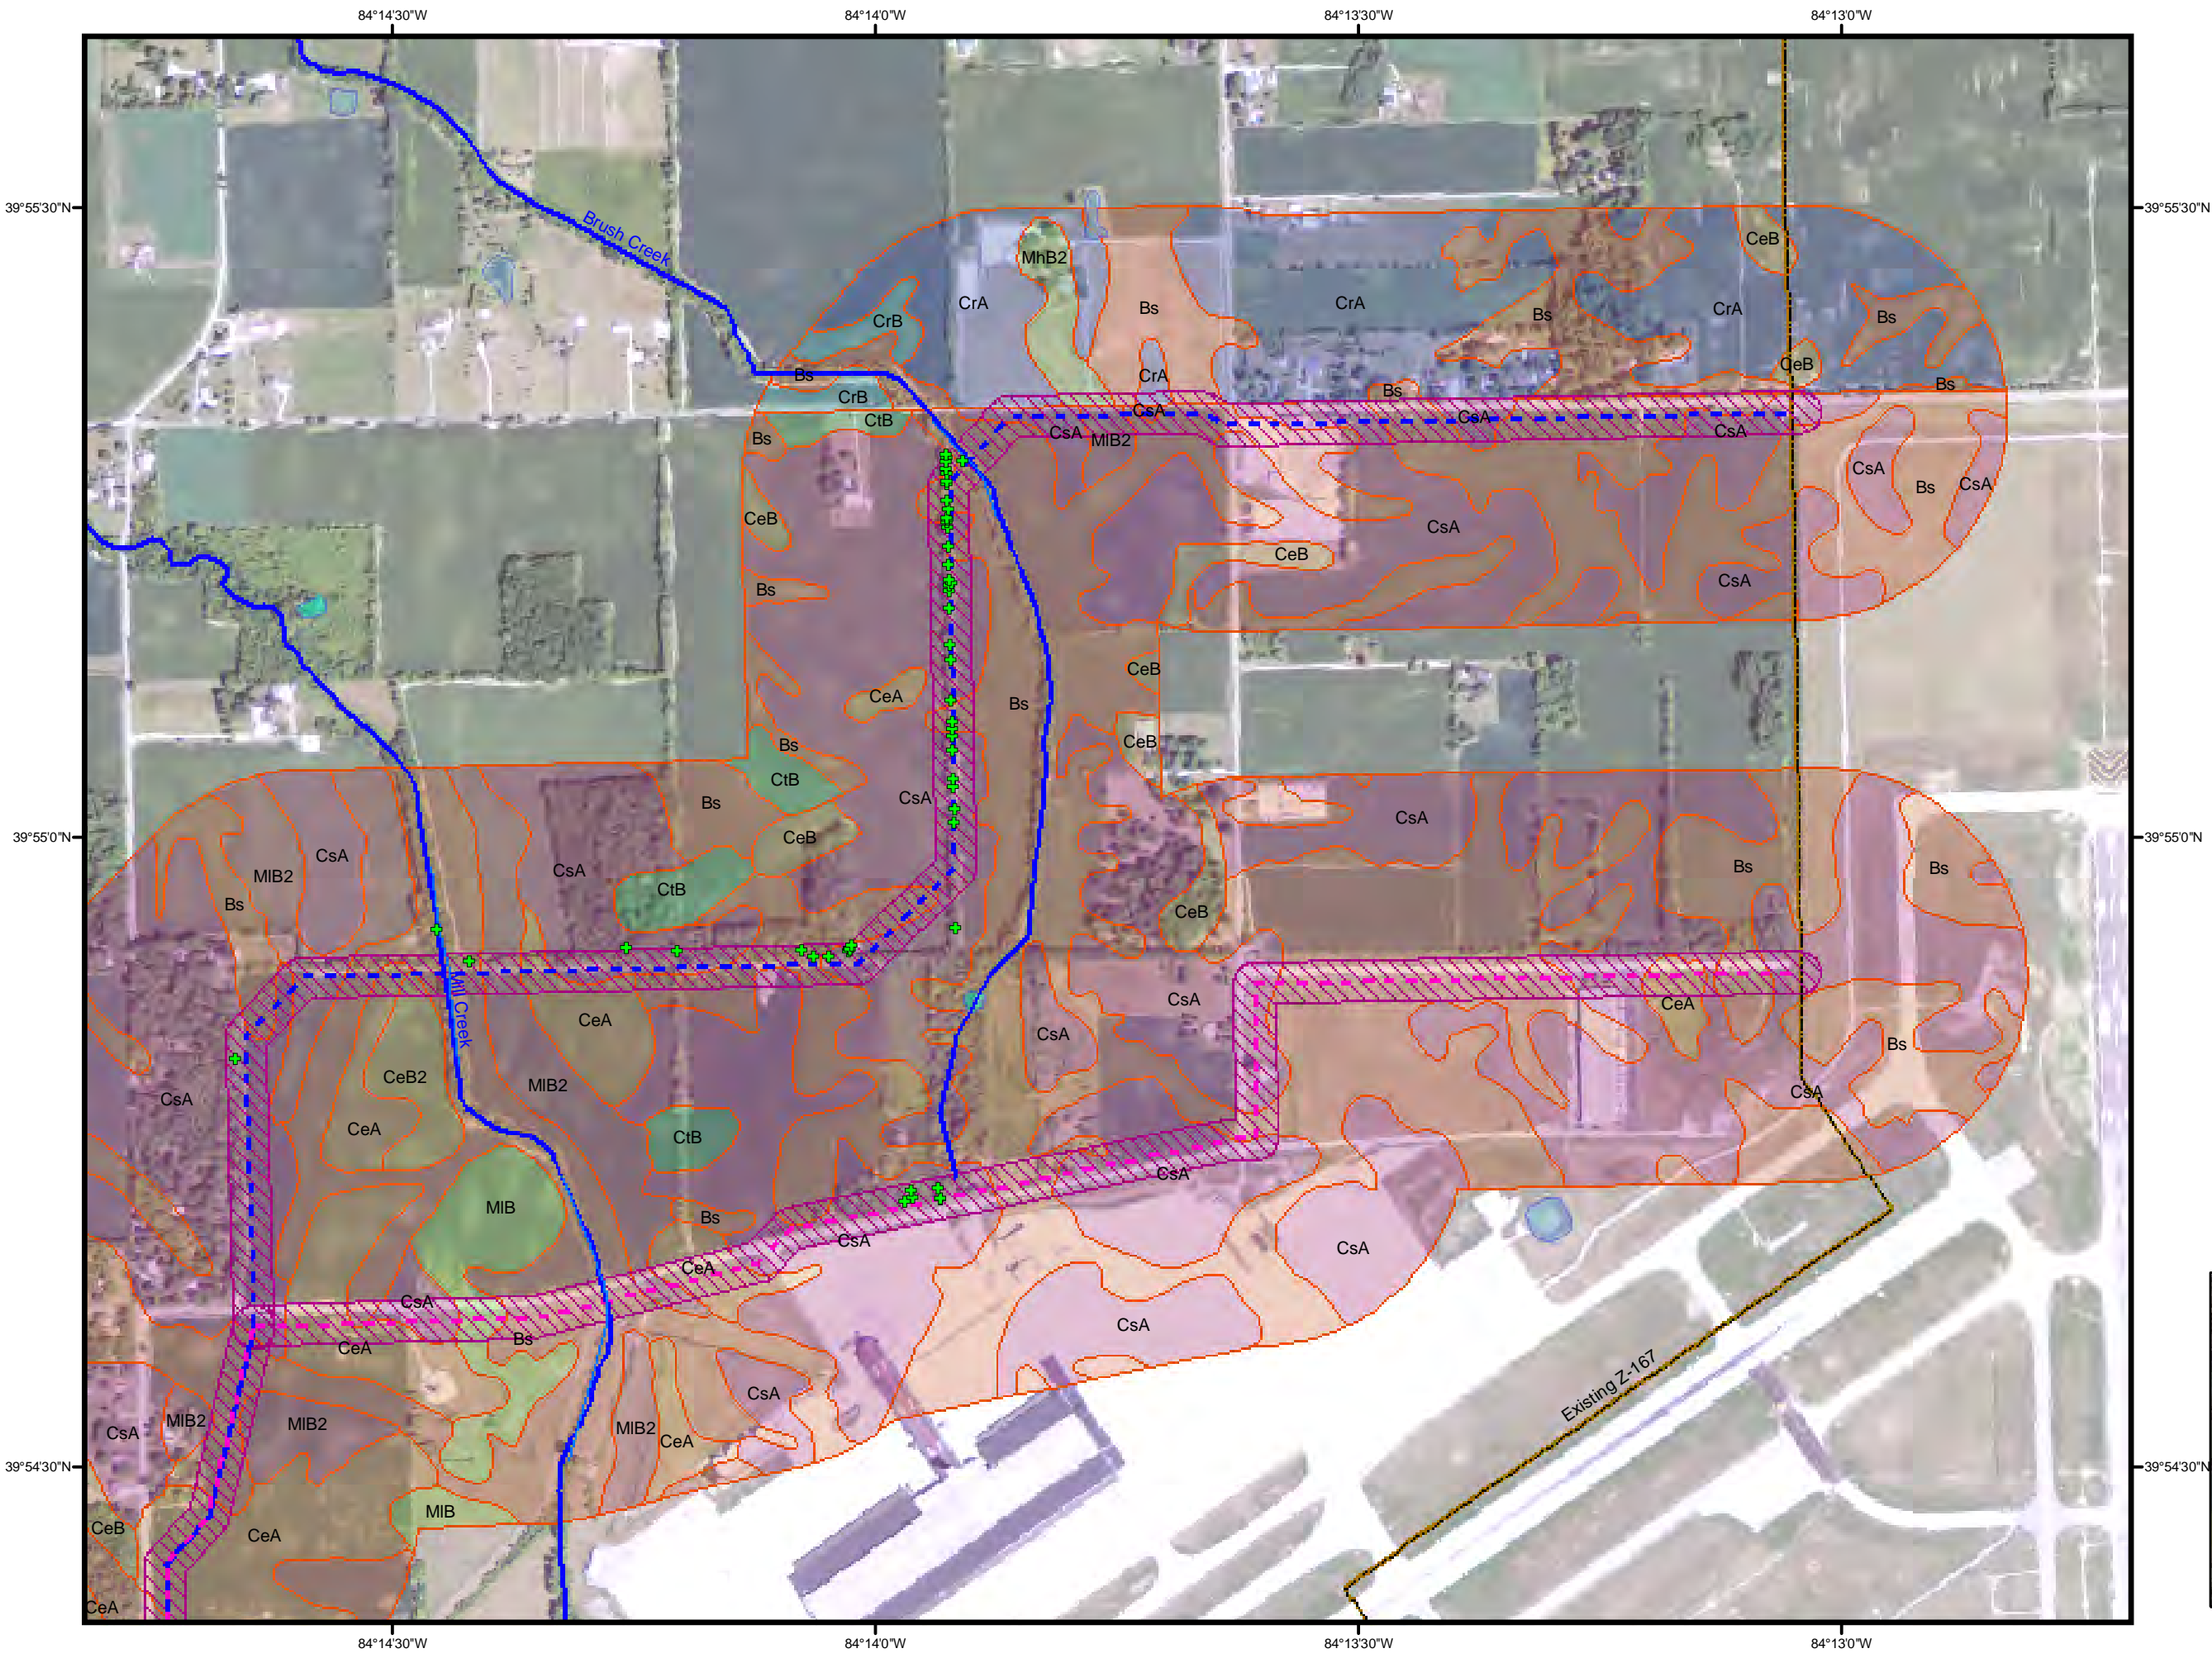 84°14'30"W
84°14'0"W
84°13'30"W
84°13'0"W
39°55'30"N
39°55'30"N
Brush Creek
CeB
MhB2
CrA
Bs
CrA
CrA
Bs
Bs
CrB
Bs
CrA
CeB
Bs
Bs
CrB
CsA
CsA
CtB
CsA
CsA
Bs
MlB2
CsA
Bs
CsA
CeB
CsA
CeB
CsA
Bs
CeB
CeA
Bs
CeB
Bs
CtB
CsA
Bs
CsA
39°55'0"N
CeB
39°55'0"N
CsA
CsA
Bs
Bs
MlB2
CtB
Bs
CeB
Mill Creek
CsA
CeA
CeA
CsA
Bs
CeB2
MlB2
CsA
CsA
CeA
CtB
CsA
MlB
Bs
CsA
CsA
CeA
CsA
CsA
Bs
CeA
Existing Z-167
CsA
MlB2
MlB2
MlB2
CsA
CeA
39°54'30"N
39°54'30"N
MlB
CeB
CeA
CeA
84°14'30"W
84°14'0"W
84°13'30"W
84°13'0"W